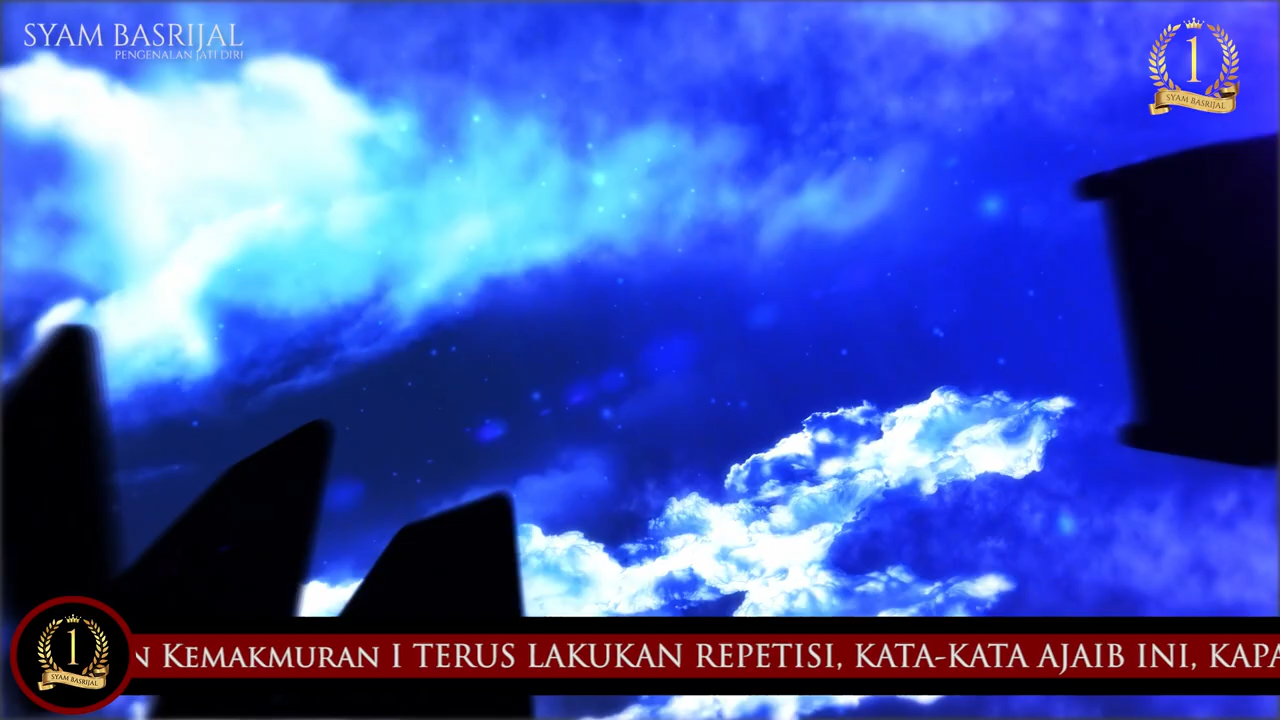 SYAM BASRIJAL
PENGENALAN JATI DIRI
1
SYAM BASRIJAL
1
SYAM BASRIJAL
N KEMAKMURAN I TERUS LAKUKAN REPETISI, KATA-KATA AJAIB INI, KAPA